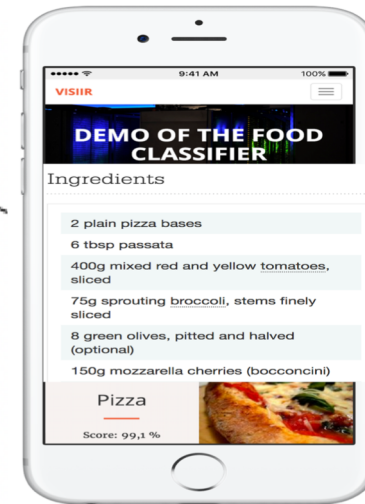 9:41 AM
100%
VISIIR
DEMO OF THE FOOD
CLASSIFIER
Ingredients
2 plain pizza bases
6 tbsp passata
400g mixed red and yellow tomatoes,
sliced
75g sprouting broccoli, stems finely
sliced
8 green olives, pitted and halved
(optional)
150g mozzarella cherries (bocconcini)
Pizza
Score: 99,1 %